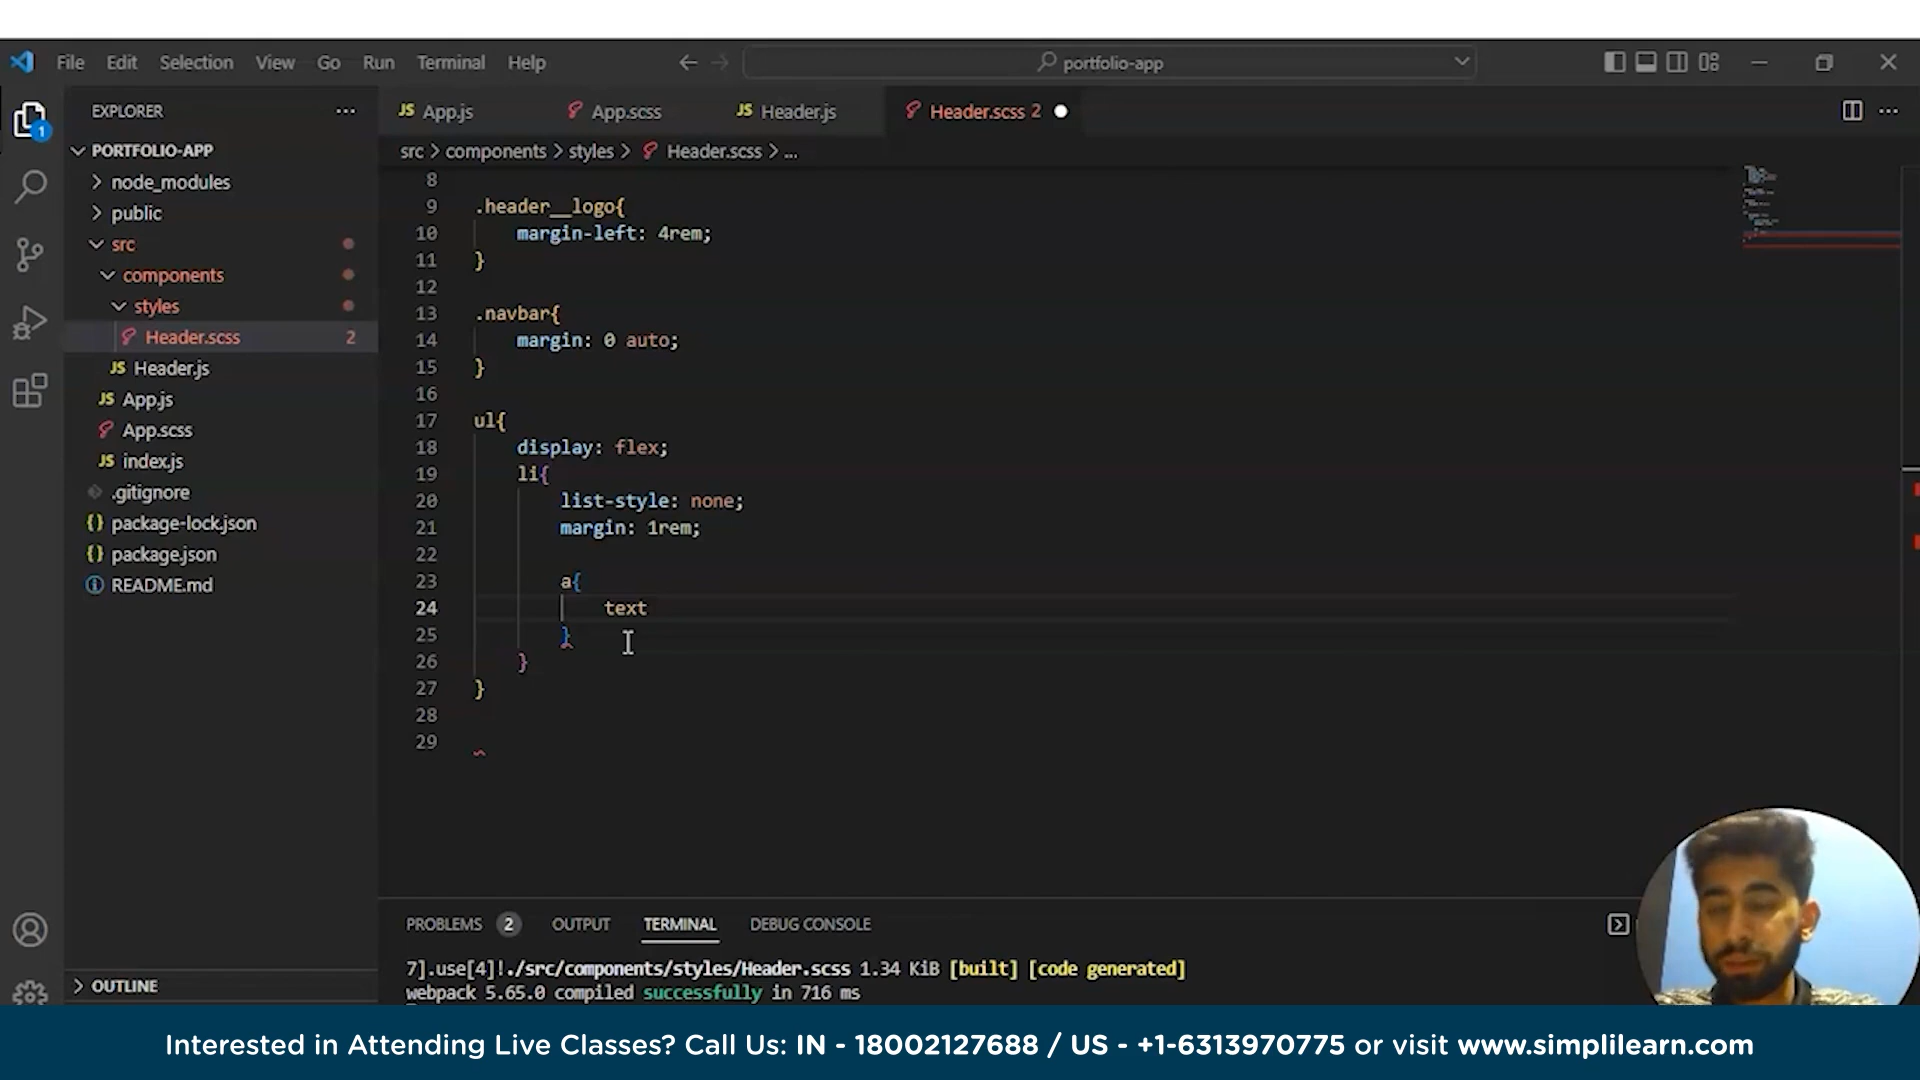 File Edit Selection View Go Run Terminal Help
portfolio-app
EXPLORER
App.js
App.scss
Header.js
Header.scss 2
PORTFOLIO-APP
src > components > styles > Header.scss > ...
node_modules
public
src
components
styles
Header.scss 2
Header.js
App.js
App.scss
index.js
.gitignore
package-lock.json
package.json
README.md
OUTLINE
1
8
9 .header__logo{
10 margin-left: 4rem;
11 }
12
13 .navbar{
14 margin: 0 auto;
15 }
16
17 ul{
18 display: flex;
19 li{
20 list-style: none;
21 margin: 1rem;
22
23 a{
24 text
25 }
26 }
27 }
28
29
PROBLEMS 2 OUTPUT TERMINAL DEBUG CONSOLE
7].use[4]!./src/components/styles/Header.scss 1.34 KiB [built] [code generated]
webpack 5.65.0 compiled successfully in 716 ms
Interested in Attending Live Classes? Call Us: IN - 18002127688 / US - +1-6313970775 or visit www.simplilearn.com